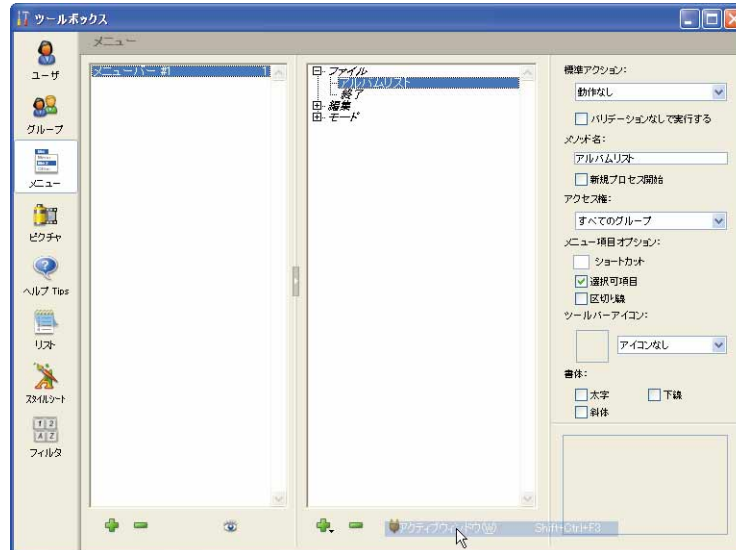 ツールボックス
メニュー
ユーザ
グループ
メニュー
ピクチャ
ヘルプ Tips
リスト
スタイルシート
フィルタ
メニューバー #1 1
ファイル
アルバムリスト
終了
編集
モード
標準アクション:
動作なし
バリデーションなしで実行する
メソッド名:
アルバムリスト
新規プロセス開始
アクセス権:
すべてのグループ
メニュー項目オプション:
ショートカット
選択可項目
区切り線
ツールバーアイコン:
アイコンなし
書体:
太字 下線
斜体
アクティブウィンドウ(W) Shift+Ctrl+F3